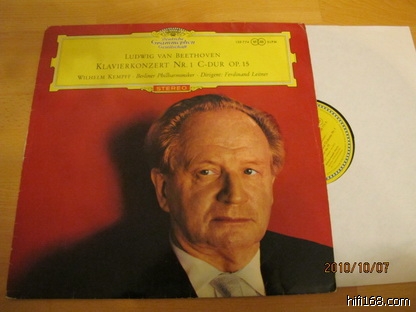 Deutsche
Grammophon
Gesellschaft
LUDWIG VAN BEETHOVEN
KLAVIERKONZERT NR. 1 C-DUR OP. 15
WILHELM KEMPFF · Berliner Philharmoniker · Dirigent: Ferdinand Leitner
STEREO
2010/10/07
hifi168.com